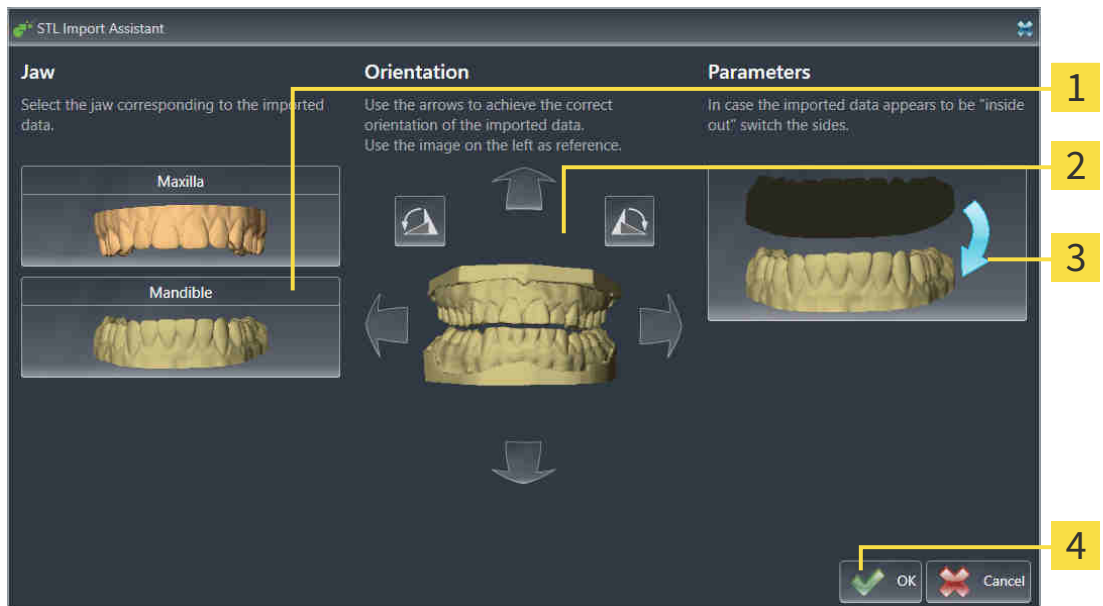 STL Import Assistant
Jaw
Select the jaw corresponding to the imported
data.
Maxilla
Mandible
Orientation
Use the arrows to achieve the correct
orientation of the imported data.
Use the image on the left as reference.
Parameters
In case the imported data appears to be "inside
out" switch the sides.
OK
Cancel
1
2
3
4